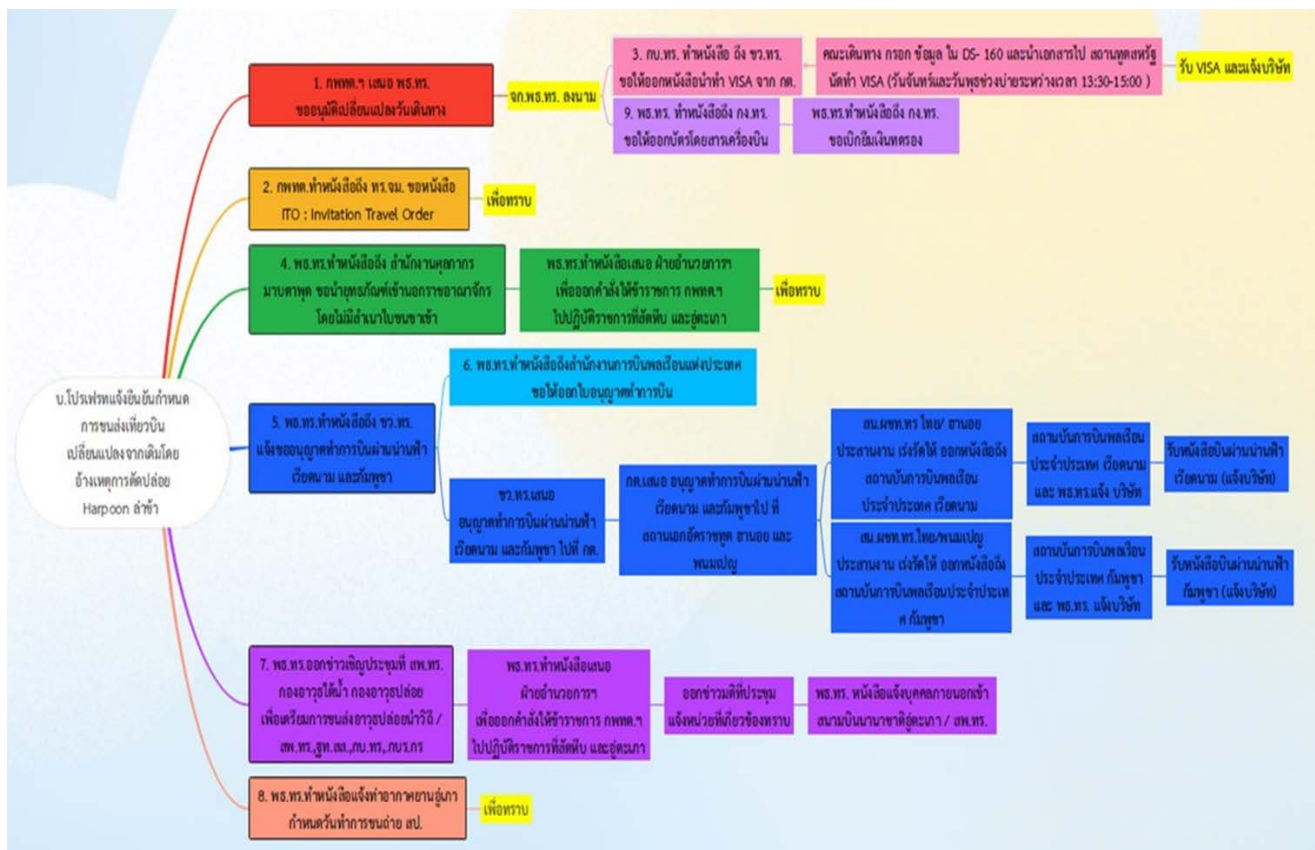 1. กพทต.ฯ เสนอ พธ.ทร.
ขออนุมัติเปลี่ยนแปลงวันเดินทาง
จก.พธ.ทร. ลงนาม
3. กบ.ทร. ทำหนังสือ ถึง ขว.ทร.
ขอให้ออกหนังสือนำทำ VISA จาก กต.
คณะเดินทาง กรอก ข้อมูล ใน DS- 160 และนำเอกสารไป สถานทูตสหรัฐ
นัดทำ VISA (วันจันทร์และวันพุธช่วงบ่ายระหว่างเวลา 13:30-15:00 )
รับ VISA และแจ้งบริษัท
9. พธ.ทร. ทำหนังสือถึง กง.ทร.
ขอให้ออกบัตรโดยสารเครื่องบิน
พธ.ทร.ทำหนังสือถึง กง.ทร.
ขอเบิกยืมเงินทดรอง
2. กพทต.ทำหนังสือถึง ทร.จม. ขอหนังสือ
ITO : Invitation Travel Order
เพื่อทราบ
4. พธ.ทร.ทำหนังสือถึง สำนักงานศุลกากร
มาบตาพุด ขอนำยุทธภัณฑ์เข้านอกราชอาณาจักร
โดยไม่มีสำเนาใบขนขาเข้า
พธ.ทร.ทำหนังสือเสนอ ฝ่ายอำนวยการฯ
เพื่อออกคำสั่งให้ข้าราชการ กพทต.ฯ
ไปปฏิบัติราชการที่สัตหีบ และอู่ตะเภา
เพื่อทราบ
บ.โปรเฟรทแจ้งยืนยันกำหนด
การขนส่งเที่ยวบิน
เปลี่ยนแปลงจากเดิมโดย
อ้างเหตุการตัดปล่อย
Harpoon ล่าช้า
5. พธ.ทร.ทำหนังสือถึง ขว.ทร.
แจ้งขออนุญาตทำการบินผ่านน่านฟ้า
เวียดนาม และกัมพูชา
6. พธ.ทร.ทำหนังสือถึงสำนักงานการบินพลเรือนแห่งประเทศ
ขอให้ออกใบอนุญาตทำการบิน
ขว.ทร.เสนอ
อนุญาตทำการบินผ่านน่านฟ้า
เวียดนาม และกัมพูชา ไปที่ กต.
กต.เสนอ อนุญาตทำการบินผ่านน่านฟ้า
เวียดนาม และกัมพูชาไป ที่
สถานเอกอัครราชทูต ฮานอย และ
พนมเปญ
สน.ผชท.ทร ไทย/ ฮานอย
ประสานงาน เร่งรัดให้ ออกหนังสือถึง
สถานบันการบินพลเรือน
ประจำประเทศ เวียดนาม
สถานบันการบินพลเรือน
ประจำประเทศ เวียดนาม
และ พธ.ทร.แจ้ง บริษัท
รับหนังสือบินผ่านน่านฟ้า
เวียดนาม (แจ้งบริษัท)
สน.ผชท.ทร.ไทย/พนมเปญ
ประสานงาน เร่งรัดให้ ออกหนังสือถึง
สถานบันการบินพลเรือนประจำประเท
ศ กัมพูชา
สถานบันการบินพลเรือน
ประจำประเทศ กัมพูชา
และ พธ.ทร. แจ้งบริษัท
รับหนังสือบินผ่านน่านฟ้า
กัมพูชา (แจ้งบริษัท)
7. พธ.ทร.ออกข่าวเชิญประชุมที่ สพ.ทร.
กองอาวุธใต้น้ำ กองอาวุธปล่อย
เพื่อเตรียมการขนส่งอาวุธปล่อยนำวิถี /
สพ.ทร.,ฐท.สส.,กบ.ทร,.กบร.กร
พธ.ทร.ทำหนังสือเสนอ
ฝ่ายอำนวยการฯ
เพื่อออกคำสั่งให้ข้าราชการ กพทต.ฯ
ไปปฏิบัติราชการที่สัตหีบ และอู่ตะเภา
ออกข่าวมติที่ประชุม
แจ้งหน่วยที่เกี่ยวข้องทราบ
พธ.ทร. หนังสือแจ้งบุคคลภายนอกเข้า
สนามบินนานาชาติอู่ตะเภา / สพ.ทร.
8. พธ.ทร.ทำหนังสือแจ้งท่าอากาศยานอู่เภา
กำหนดวันทำการขนถ่าย สป.
เพื่อทราบ